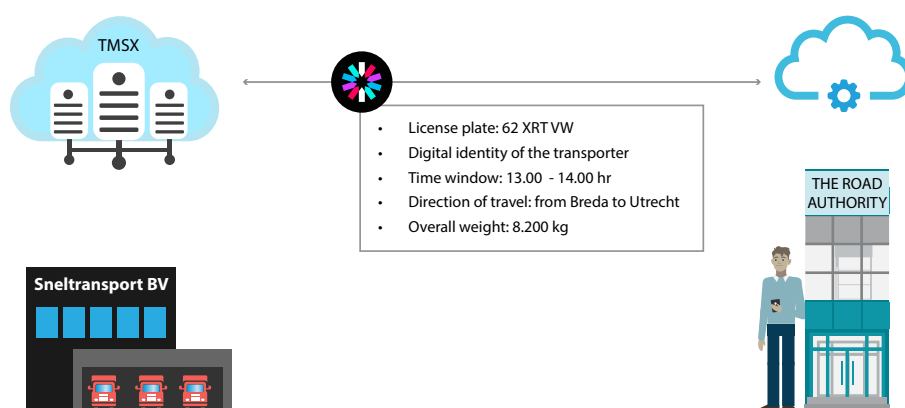 TMSX
• License plate: 62 XRT VW
• Digital identity of the transporter
• Time window: 13.00 - 14.00 hr
• Direction of travel: from Breda to Utrecht
• Overall weight: 8.200 kg
THE ROAD
AUTHORITY
Sneltransport BV